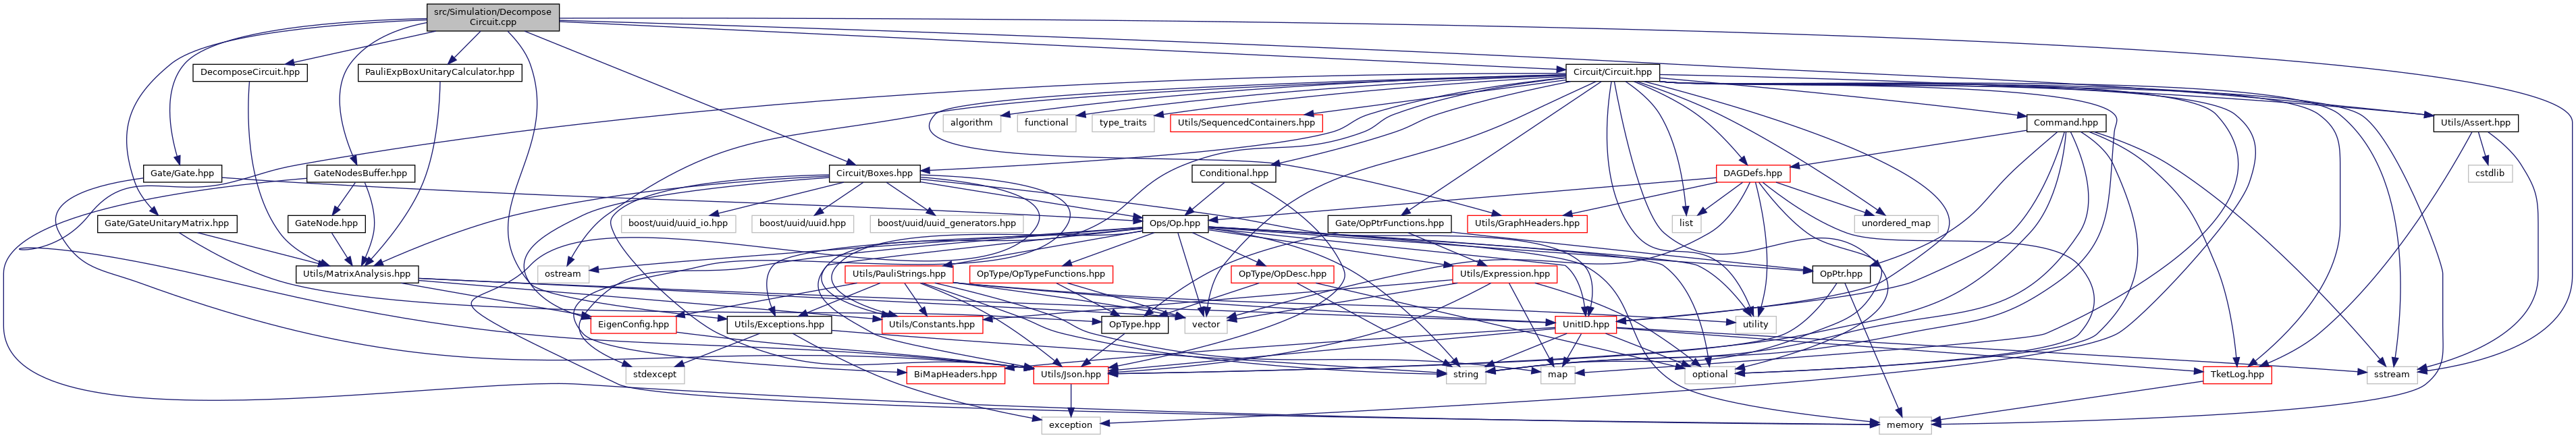 src/Simulation/Decompose
Circuit.cpp
DecomposeCircuit.hpp
PauliExpBoxUnitaryCalculator.hpp
Circuit/Circuit.hpp
algorithm
functional
type_traits
Utils/SequencedContainers.hpp
Command.hpp
Utils/Assert.hpp
Gate/Gate.hpp
GateNodesBuffer.hpp
Circuit/Boxes.hpp
Conditional.hpp
DAGDefs.hpp
cstdlib
Gate/GateUnitaryMatrix.hpp
GateNode.hpp
boost/uuid/uuid_io.hpp
boost/uuid/uuid.hpp
boost/uuid/uuid_generators.hpp
Ops/Op.hpp
Gate/OpPtrFunctions.hpp
Utils/GraphHeaders.hpp
list
unordered_map
Utils/MatrixAnalysis.hpp
ostream
Utils/PauliStrings.hpp
OpType/OpTypeFunctions.hpp
OpType/OpDesc.hpp
Utils/Expression.hpp
OpPtr.hpp
EigenConfig.hpp
Utils/Exceptions.hpp
Utils/Constants.hpp
OpType.hpp
vector
UnitID.hpp
utility
stdexcept
BiMapHeaders.hpp
Utils/Json.hpp
string
map
optional
TketLog.hpp
sstream
exception
memory